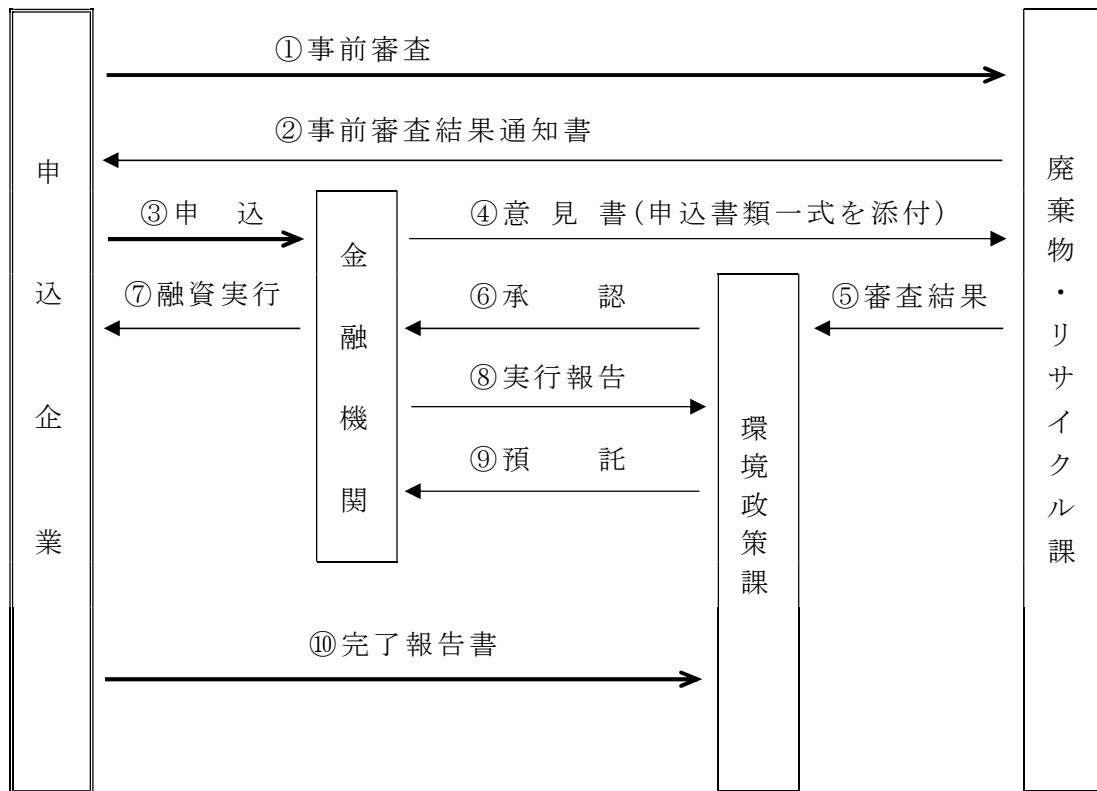 ①事前審査
②事前審査結果通知書
③申　込
④意 見 書(申込書類一式を添付)
⑦融資実行
⑥承　　認
⑤審査結果
⑧実行報告
⑨預　　託
⑩完了報告書
申込企業
金融機関
環境政策課
廃棄物・リサイクル課